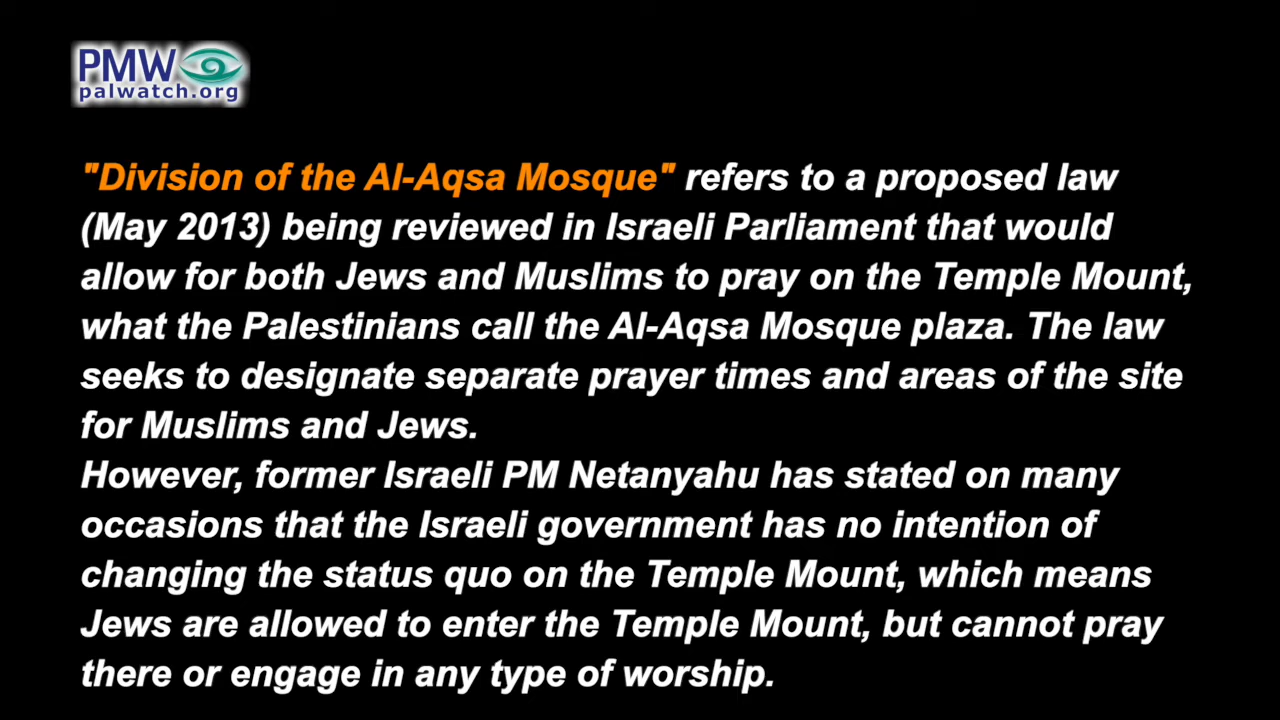 PMW
palwatch.org
"Division of the Al-Aqsa Mosque" refers to a proposed law
(May 2013) being reviewed in Israeli Parliament that would
allow for both Jews and Muslims to pray on the Temple Mount,
what the Palestinians call the Al-Aqsa Mosque plaza. The law
seeks to designate separate prayer times and areas of the site
for Muslims and Jews.
However, former Israeli PM Netanyahu has stated on many
occasions that the Israeli government has no intention of
changing the status quo on the Temple Mount, which means
Jews are allowed to enter the Temple Mount, but cannot pray
there or engage in any type of worship.